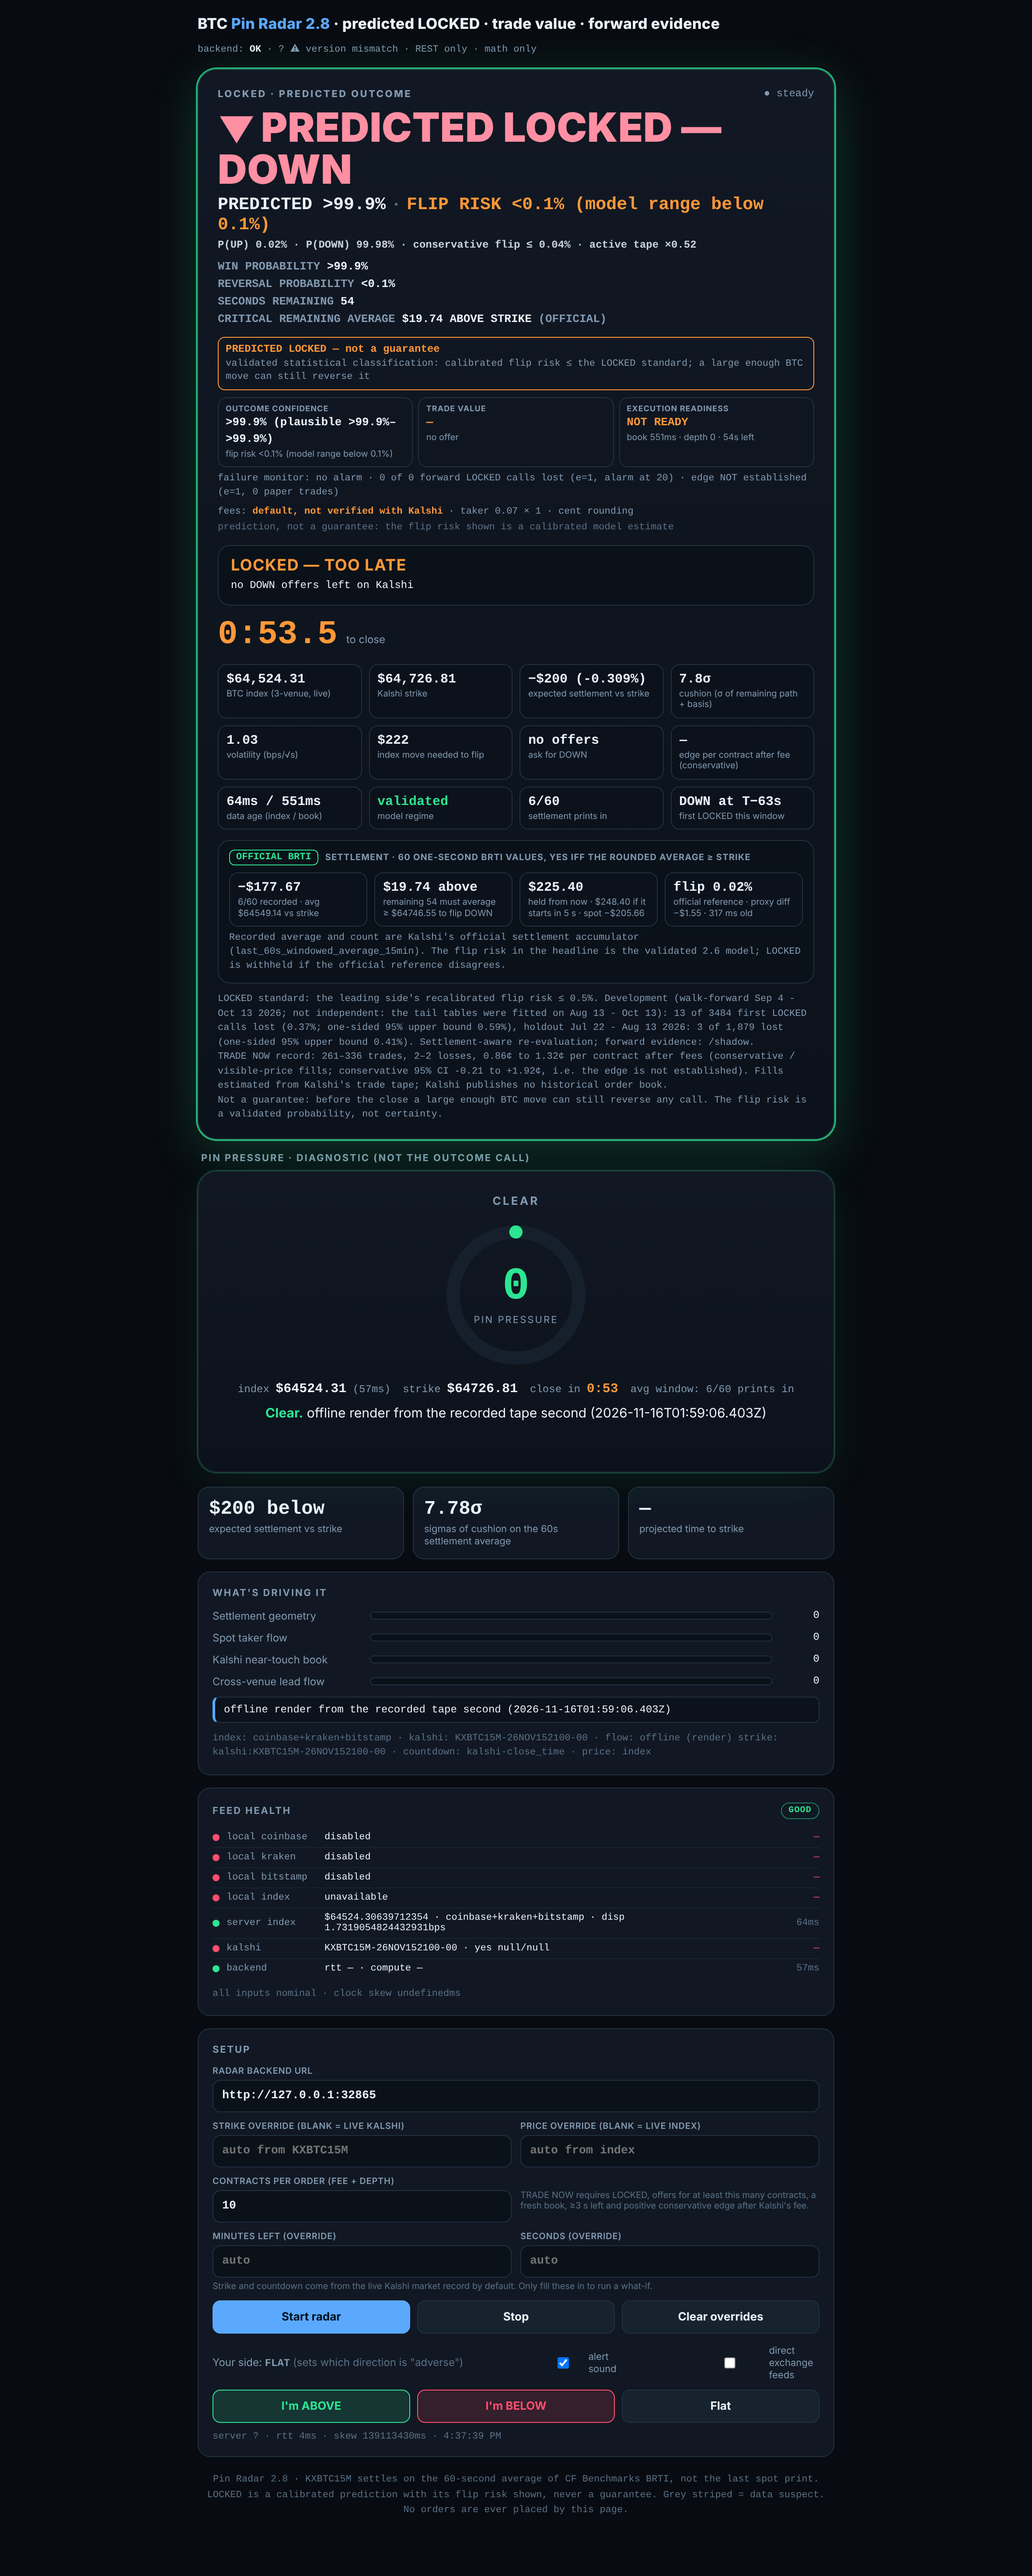 BTC Pin Radar 2.8 · predicted LOCKED · trade value · forward evidence
backend: OK · ? ⚠ version mismatch · REST only · math only
LOCKED · PREDICTED OUTCOME
● steady
▼ PREDICTED LOCKED —
DOWN
PREDICTED >99.9% · FLIP RISK <0.1% (model range below
0.1%)
P(UP) 0.02% · P(DOWN) 99.98% · conservative flip ≤ 0.04% · active tape ×0.52
WIN PROBABILITY >99.9%
REVERSAL PROBABILITY <0.1%
SECONDS REMAINING 54
CRITICAL REMAINING AVERAGE $19.74 ABOVE STRIKE (OFFICIAL)
PREDICTED LOCKED — not a guarantee
validated statistical classification: calibrated flip risk ≤ the LOCKED standard; a large enough BTC
move can still reverse it
OUTCOME CONFIDENCE
>99.9% (plausible >99.9%–
>99.9%)
flip risk <0.1% (model range below 0.1%)
TRADE VALUE
—
no offer
EXECUTION READINESS
NOT READY
book 551ms · depth 0 · 54s left
failure monitor: no alarm · 0 of 0 forward LOCKED calls lost (e=1, alarm at 20) · edge NOT established
(e=1, 0 paper trades)
fees: default, not verified with Kalshi · taker 0.07 × 1 · cent rounding
prediction, not a guarantee: the flip risk shown is a calibrated model estimate
LOCKED — TOO LATE
no DOWN offers left on Kalshi
0:53.5 to close
$64,524.31
BTC index (3-venue, live)
$64,726.81
Kalshi strike
−$200 (-0.309%)
expected settlement vs strike
7.8σ
cushion (σ of remaining path
+ basis)
1.03
volatility (bps/√s)
$222
index move needed to flip
no offers
ask for DOWN
—
edge per contract after fee
(conservative)
64ms / 551ms
data age (index / book)
validated
model regime
6/60
settlement prints in
DOWN at T−63s
first LOCKED this window
OFFICIAL BRTI SETTLEMENT · 60 ONE-SECOND BRTI VALUES, YES IFF THE ROUNDED AVERAGE ≥ STRIKE
−$177.67
6/60 recorded · avg
$64549.14 vs strike
$19.74 above
remaining 54 must average
≥ $64746.55 to flip DOWN
$225.40
held from now · $248.40 if it
starts in 5 s · spot −$205.66
flip 0.02%
official reference · proxy diff
−$1.55 · 317 ms old
Recorded average and count are Kalshi's official settlement accumulator
(last_60s_windowed_average_15min). The flip risk in the headline is the validated 2.6 model; LOCKED
is withheld if the official reference disagrees.
LOCKED standard: the leading side's recalibrated flip risk ≤ 0.5%. Development (walk-forward Sep 4 -
Oct 13 2026; not independent: the tail tables were fitted on Aug 13 - Oct 13): 13 of 3484 first LOCKED
calls lost (0.37%; one-sided 95% upper bound 0.59%), holdout Jul 22 - Aug 13 2026: 3 of 1,879 lost
(one-sided 95% upper bound 0.41%). Settlement-aware re-evaluation; forward evidence: /shadow.
TRADE NOW record: 261–336 trades, 2–2 losses, 0.86¢ to 1.32¢ per contract after fees (conservative /
visible-price fills; conservative 95% CI -0.21 to +1.92¢, i.e. the edge is not established). Fills
estimated from Kalshi's trade tape; Kalshi publishes no historical order book.
Not a guarantee: before the close a large enough BTC move can still reverse any call. The flip risk is
a validated probability, not certainty.
PIN PRESSURE · DIAGNOSTIC (NOT THE OUTCOME CALL)
CLEAR
0
PIN PRESSURE
index $64524.31 (57ms) strike $64726.81 close in 0:53 avg window: 6/60 prints in
Clear. offline render from the recorded tape second (2026-11-16T01:59:06.403Z)
$200 below
expected settlement vs strike
7.78σ
sigmas of cushion on the 60s
settlement average
—
projected time to strike
WHAT'S DRIVING IT
Settlement geometry 0
Spot taker flow 0
Kalshi near-touch book 0
Cross-venue lead flow 0
offline render from the recorded tape second (2026-11-16T01:59:06.403Z)
index: coinbase+kraken+bitstamp · kalshi: KXBTC15M-26NOV152100-00 · flow: offline (render) strike:
kalshi:KXBTC15M-26NOV152100-00 · countdown: kalshi-close_time · price: index
FEED HEALTH
GOOD
local coinbase disabled —
local kraken disabled —
local bitstamp disabled —
local index unavailable —
server index $64524.30639712354 · coinbase+kraken+bitstamp · disp
1.7319054824432931bps 64ms
kalshi KXBTC15M-26NOV152100-00 · yes null/null —
backend rtt — · compute — 57ms
all inputs nominal · clock skew undefinedms
SETUP
RADAR BACKEND URL
http://127.0.0.1:32865
STRIKE OVERRIDE (BLANK = LIVE KALSHI)
auto from KXBTC15M
PRICE OVERRIDE (BLANK = LIVE INDEX)
auto from index
CONTRACTS PER ORDER (FEE + DEPTH)
10
TRADE NOW requires LOCKED, offers for at least this many contracts, a
fresh book, ≥3 s left and positive conservative edge after Kalshi's fee.
MINUTES LEFT (OVERRIDE)
auto
SECONDS (OVERRIDE)
auto
Strike and countdown come from the live Kalshi market record by default. Only fill these in to run a what-if.
Start radar
Stop
Clear overrides
Your side: FLAT (sets which direction is "adverse")
alert
sound
direct
exchange
feeds
I'm ABOVE
I'm BELOW
Flat
server ? · rtt 4ms · skew 139113430ms · 4:37:39 PM
Pin Radar 2.8 · KXBTC15M settles on the 60-second average of CF Benchmarks BRTI, not the last spot print.
LOCKED is a calibrated prediction with its flip risk shown, never a guarantee. Grey striped = data suspect.
No orders are ever placed by this page.